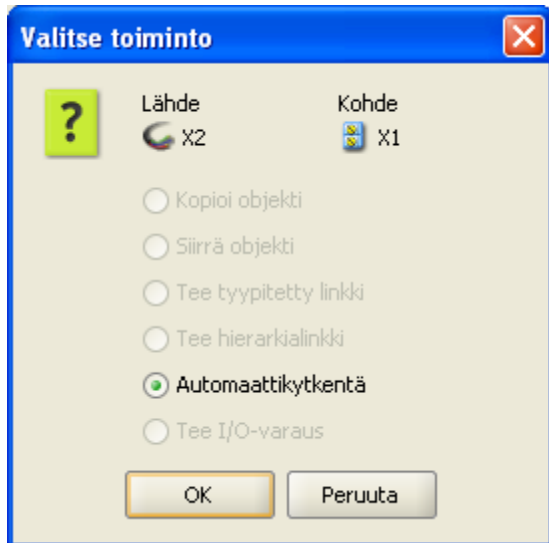 Valitse toiminto
?
Lähde Kohde
X2 X1
Kopioi objekti
Siirrä objekti
Tee tyypitetty linkki
Tee hierarkialinkki
Automaattikytkentä
Tee I/O-varaus
OK Peruuta